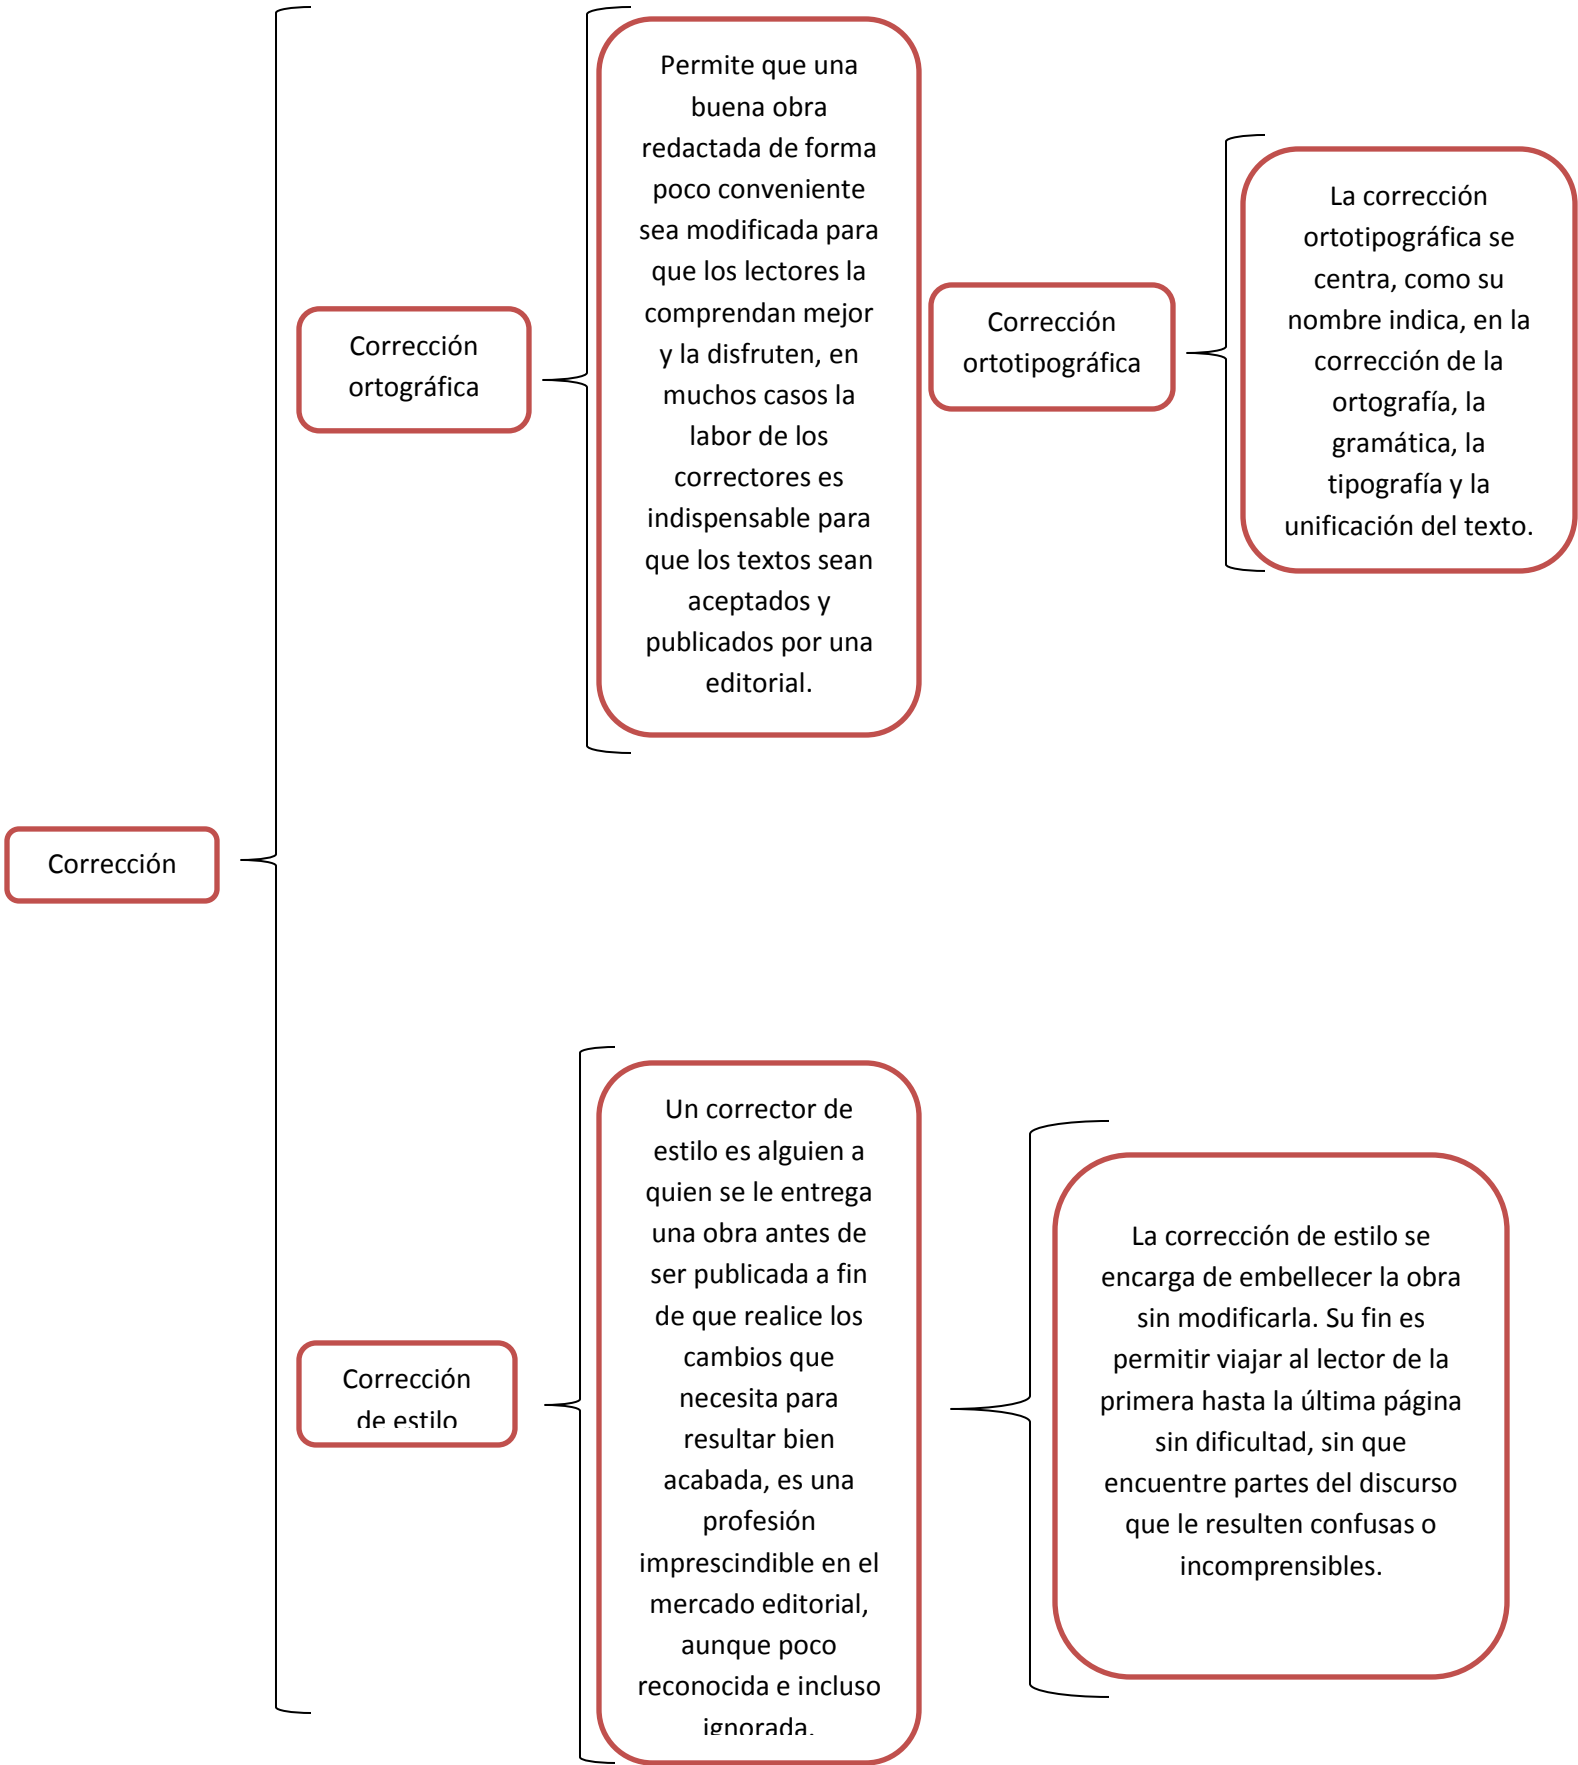 Corrección
Corrección
ortográfica
Permite que una
buena obra
redactada de forma
poco conveniente
sea modificada para
que los lectores la
comprendan mejor
y la disfruten, en
muchos casos la
labor de los
correctores es
indispensable para
que los textos sean
aceptados y
publicados por una
editorial.
Corrección
ortotipográfica
La corrección
ortotipográfica se
centra, como su
nombre indica, en la
corrección de la
ortografía, la
gramática, la
tipografía y la
unificación del texto.
Corrección
de estilo
Un corrector de
estilo es alguien a
quien se le entrega
una obra antes de
ser publicada a fin
de que realice los
cambios que
necesita para
resultar bien
acabada, es una
profesión
imprescindible en el
mercado editorial,
aunque poco
reconocida e incluso
ignorada.
La corrección de estilo se
encarga de embellecer la obra
sin modificarla. Su fin es
permitir viajar al lector de la
primera hasta la última página
sin dificultad, sin que
encuentre partes del discurso
que le resulten confusas o
incomprensibles.